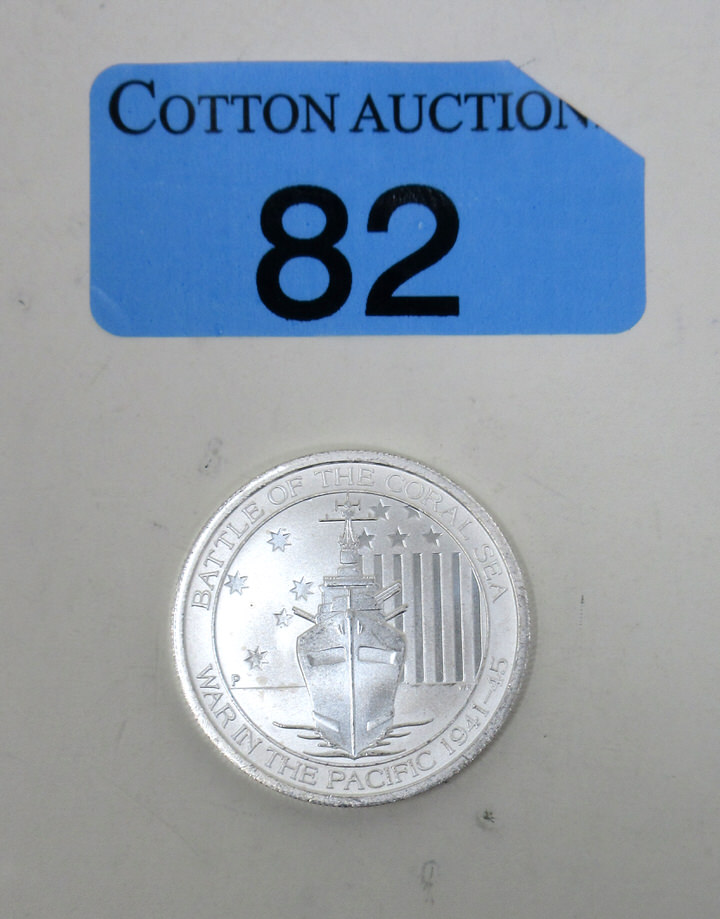 COTTON AUCTION
82
BATTLE OF THE CORAL SEA
P
WAR IN THE PACIFIC 1941-45